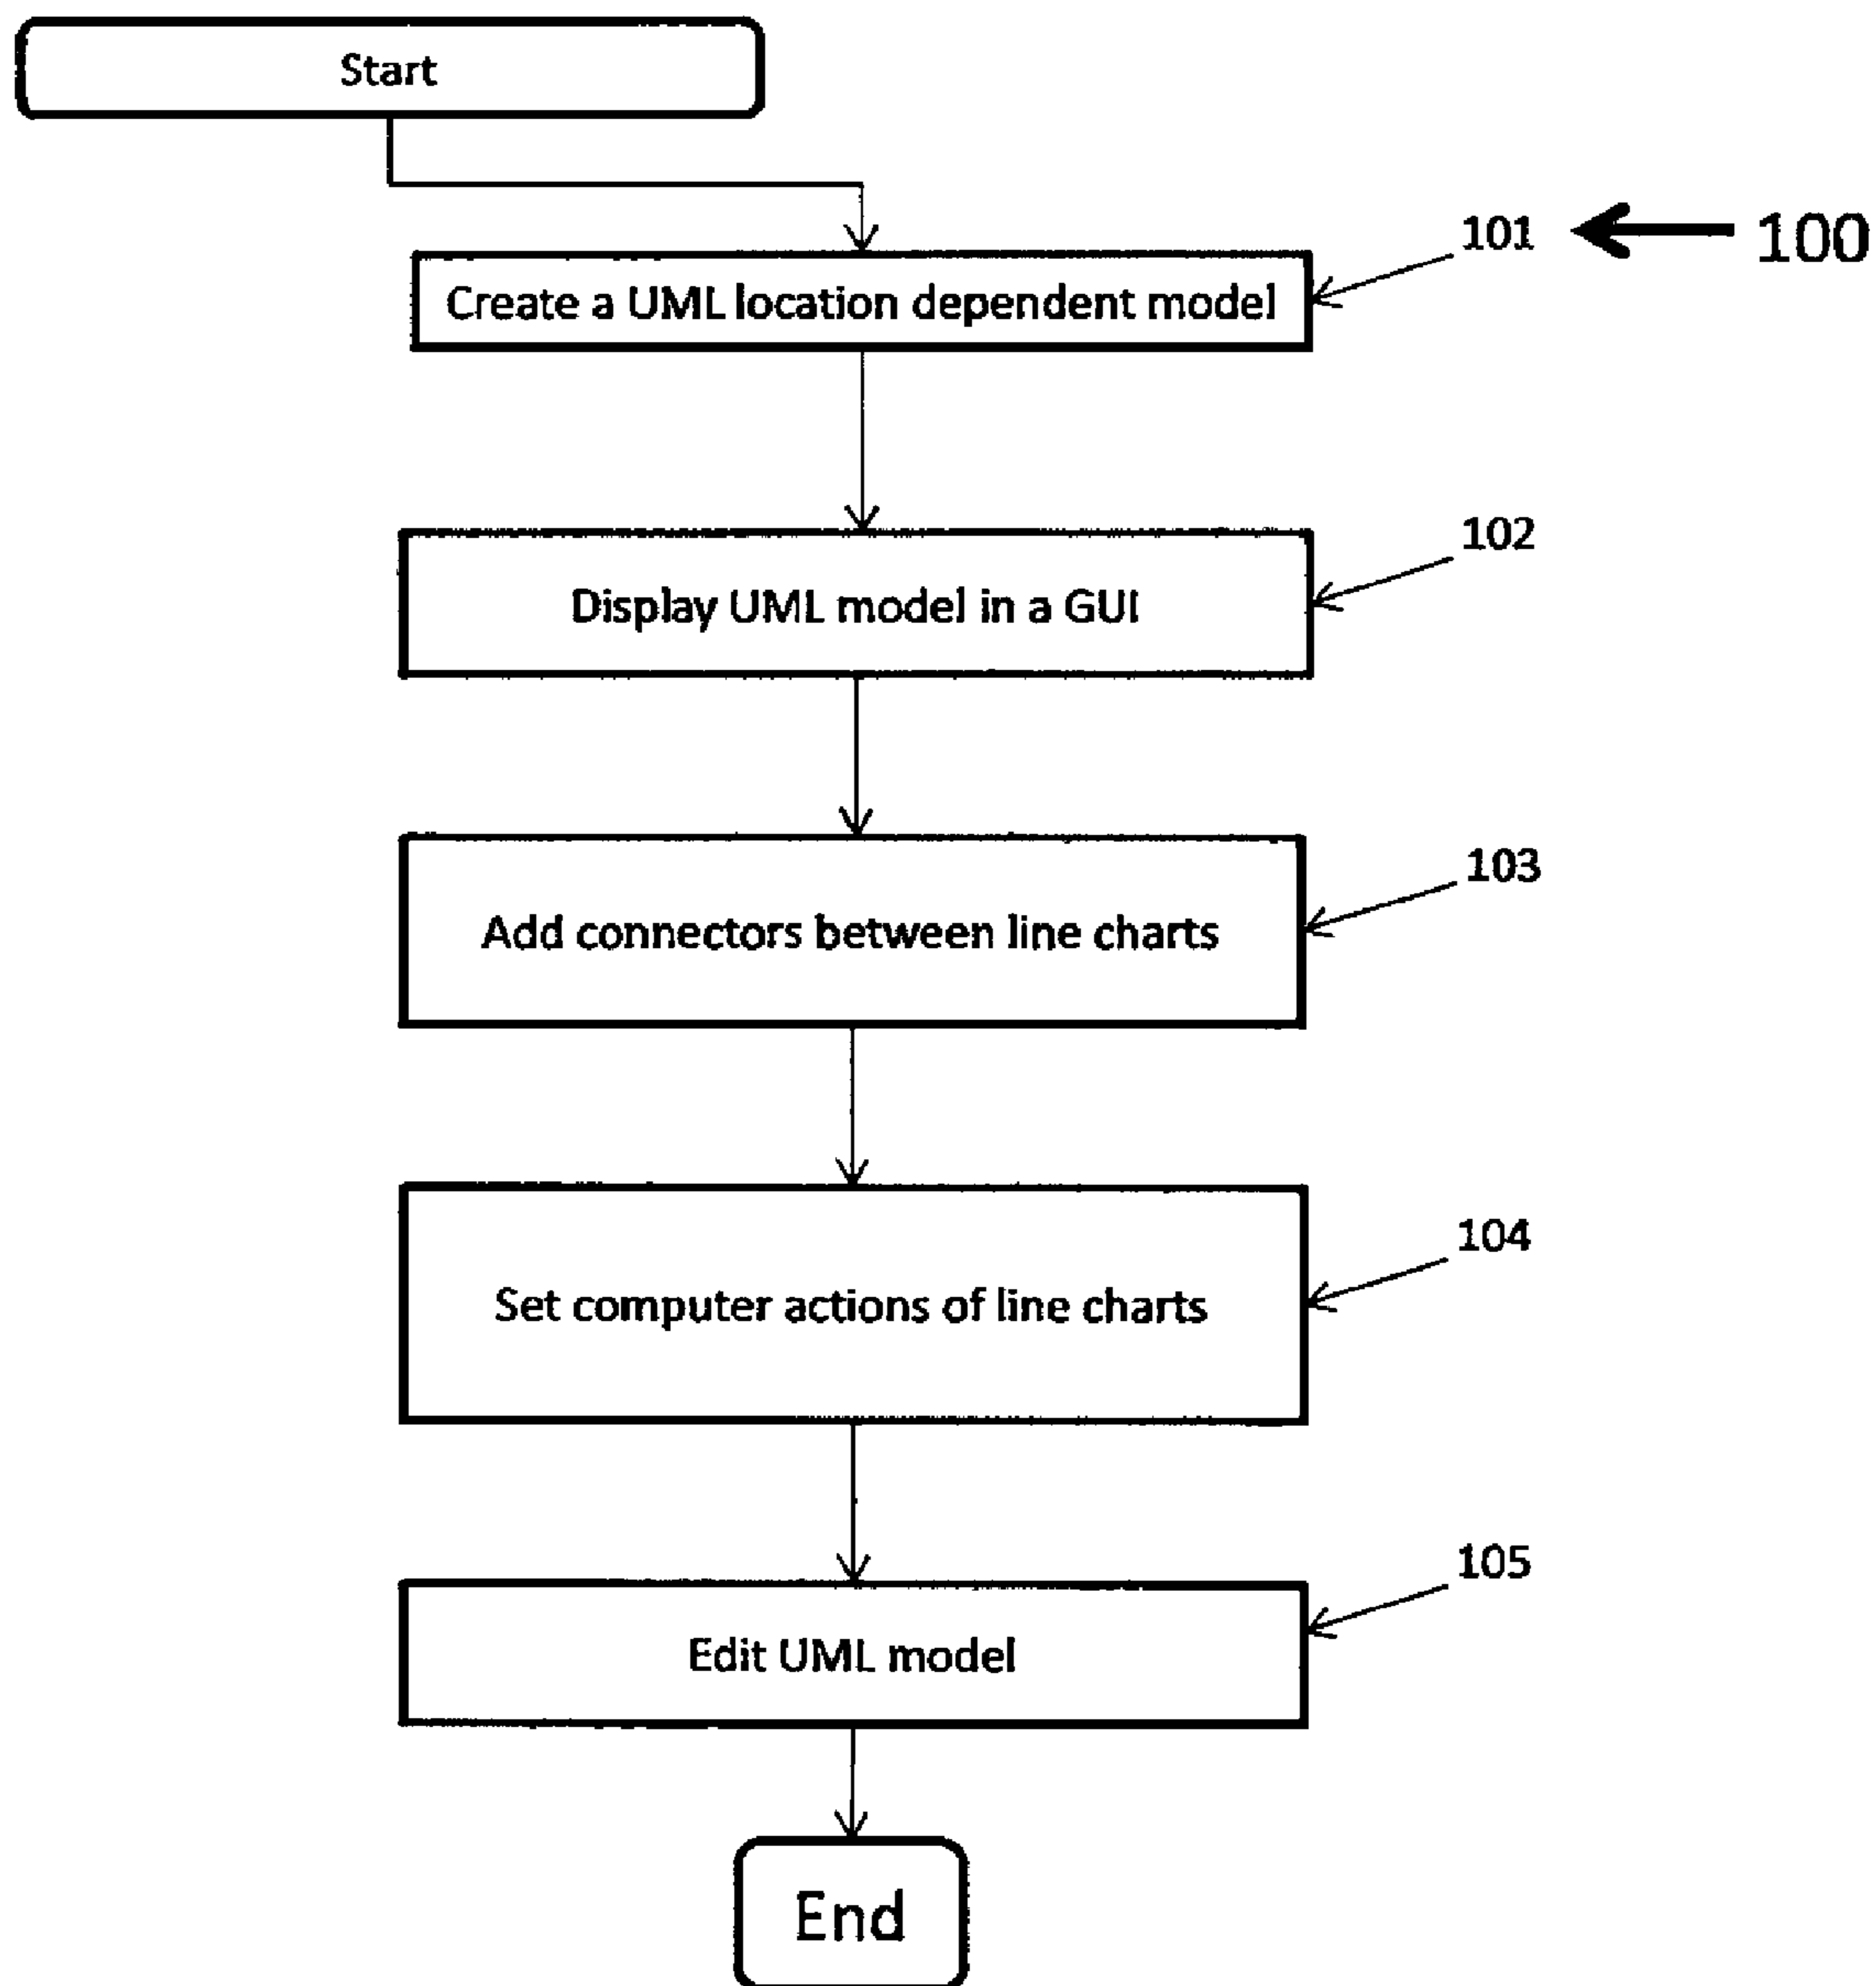 Start
101
100
Create a UML location dependent model
102
Display UML model in a GUI
103
Add connectors between line charts
104
Set computer actions of line charts
105
Edit UML model
End